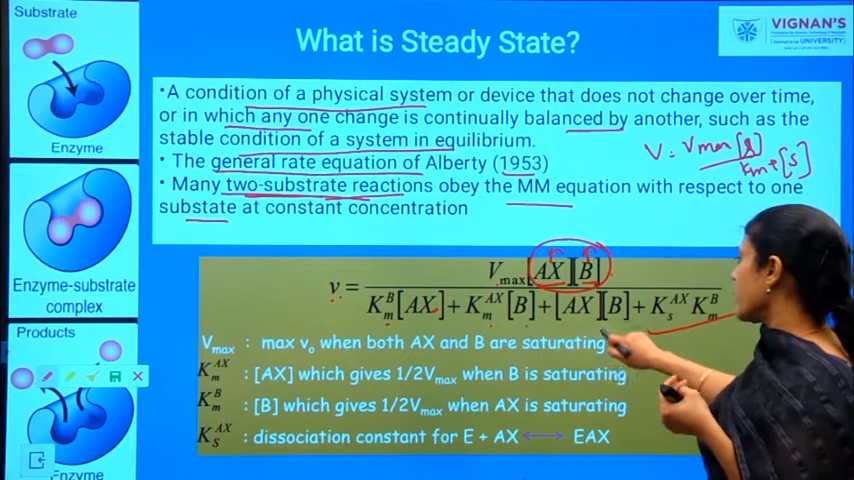 Substrate
What is Steady State?
VIGNAN'S
UNIVERSITY
•A condition of a physical system or device that does not change over time,
or in which any one change is continually balanced by another, such as the
stable condition of a system in equilibrium.
•The general rate equation of Alberty (1953)
•Many two-substrate reactions obey the MM equation with respect to one
substate at constant concentration
V = Vmax [S]
Km + [S]
Enzyme
Enzyme-substrate
complex
Products
Enzyme
v = Vmax[AX][B]
K_m^B[AX] + K_m^AX[B] + [AX][B] + K_s^AX K_m^B
Vmax : max vo when both AX and B are saturating
K_m^AX : [AX] which gives 1/2Vmax when B is saturating
K_m^B : [B] which gives 1/2Vmax when AX is saturating
K_S^AX : dissociation constant for E + AX ⟷ EAX